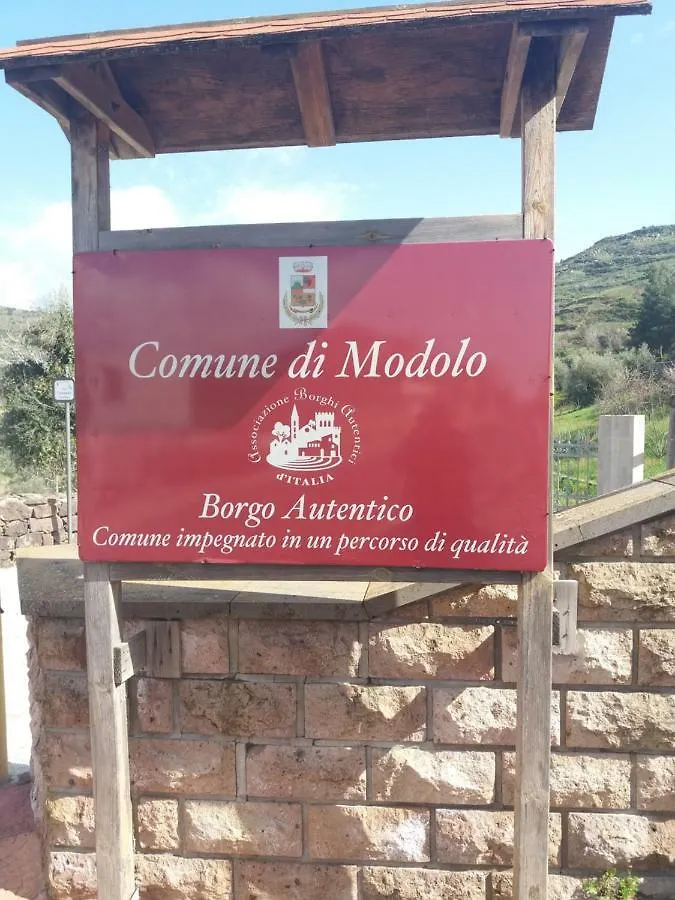 Comune di Modolo
Associazione Borghi Autentici
d'ITALIA
Borgo Autentico
Comune impegnato in un percorso di qualità